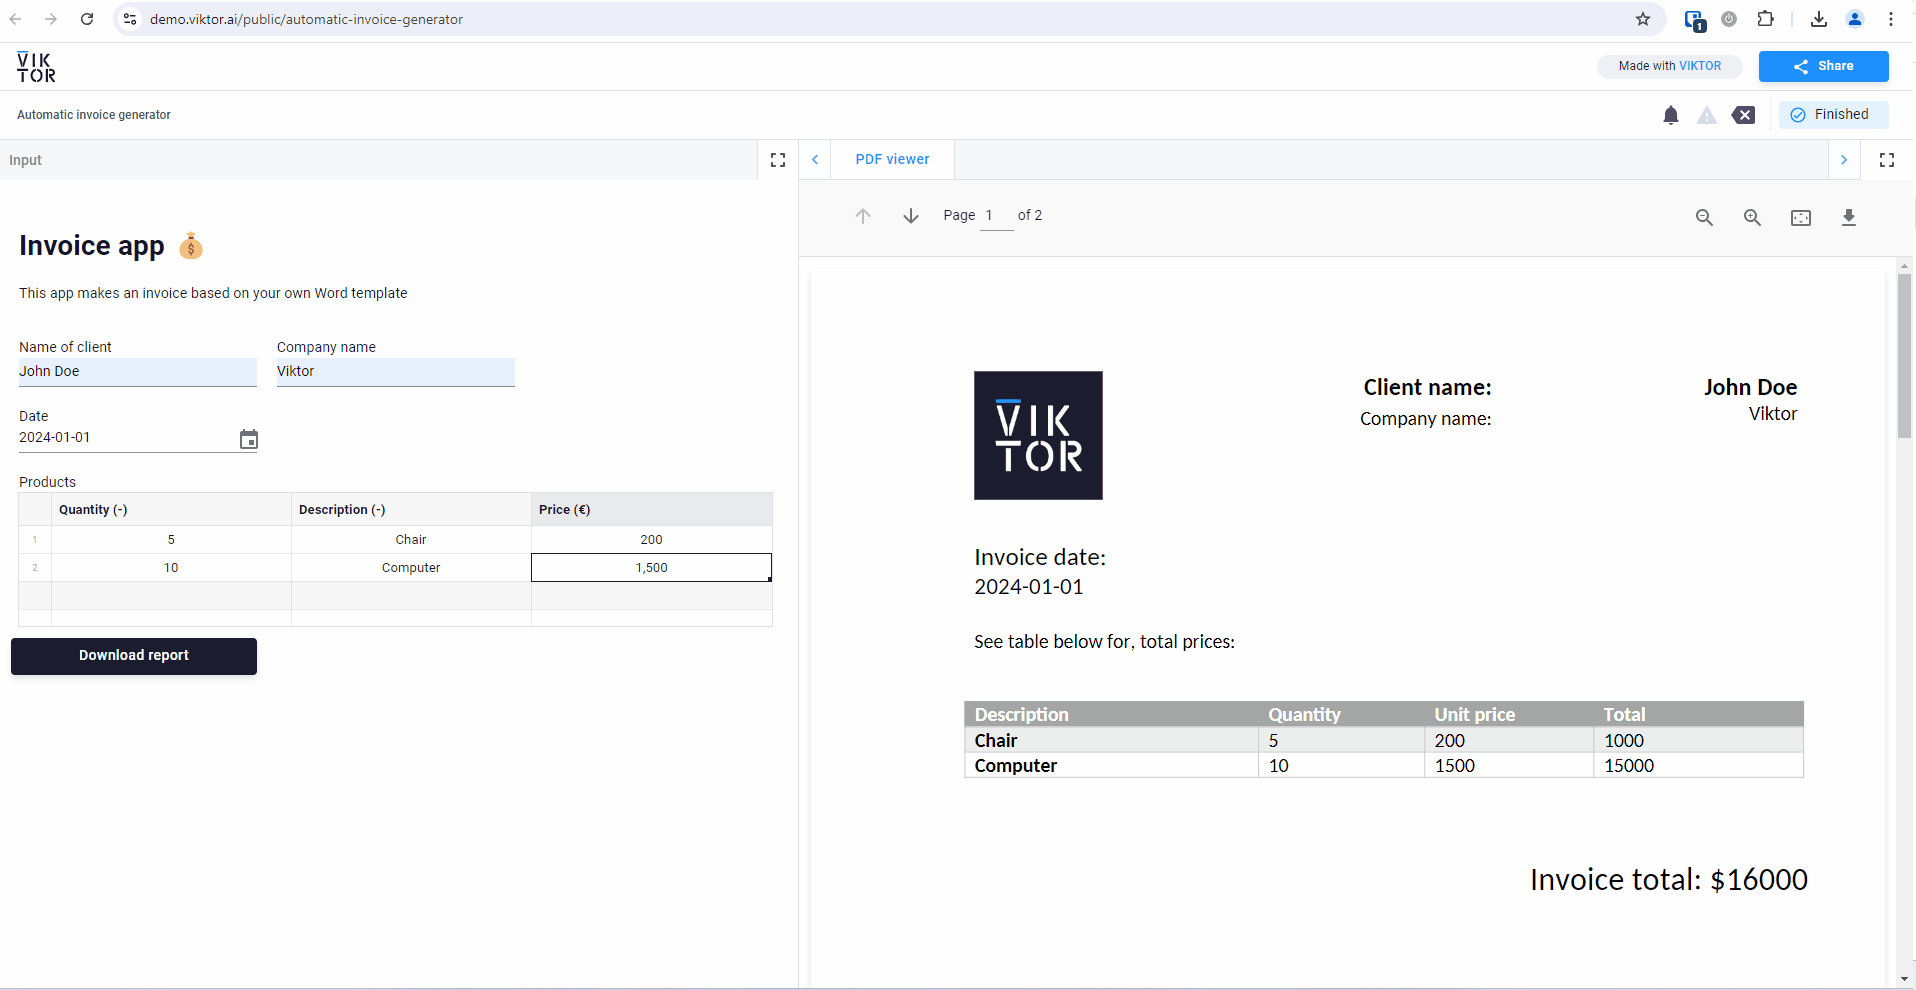 demo.viktor.ai/public/automatic-invoice-generator
1
VIK
TOR
Made with VIKTOR
Share
Automatic invoice generator
Finished
Input
PDF viewer
Page 1 of 2
Invoice app
$
This app makes an invoice based on your own Word template
Name of client
Company name
John Doe
Viktor
Date
2024-01-01
Products
Quantity (-) Description (-) Price (€)
1 5 Chair 200
2 10 Computer 1,500
Download report
VIK
TOR
Client name: John Doe
Company name: Viktor
Invoice date:
2024-01-01
See table below for, total prices:
Description Quantity Unit price Total
Chair 5 200 1000
Computer 10 1500 15000
Invoice total: $16000